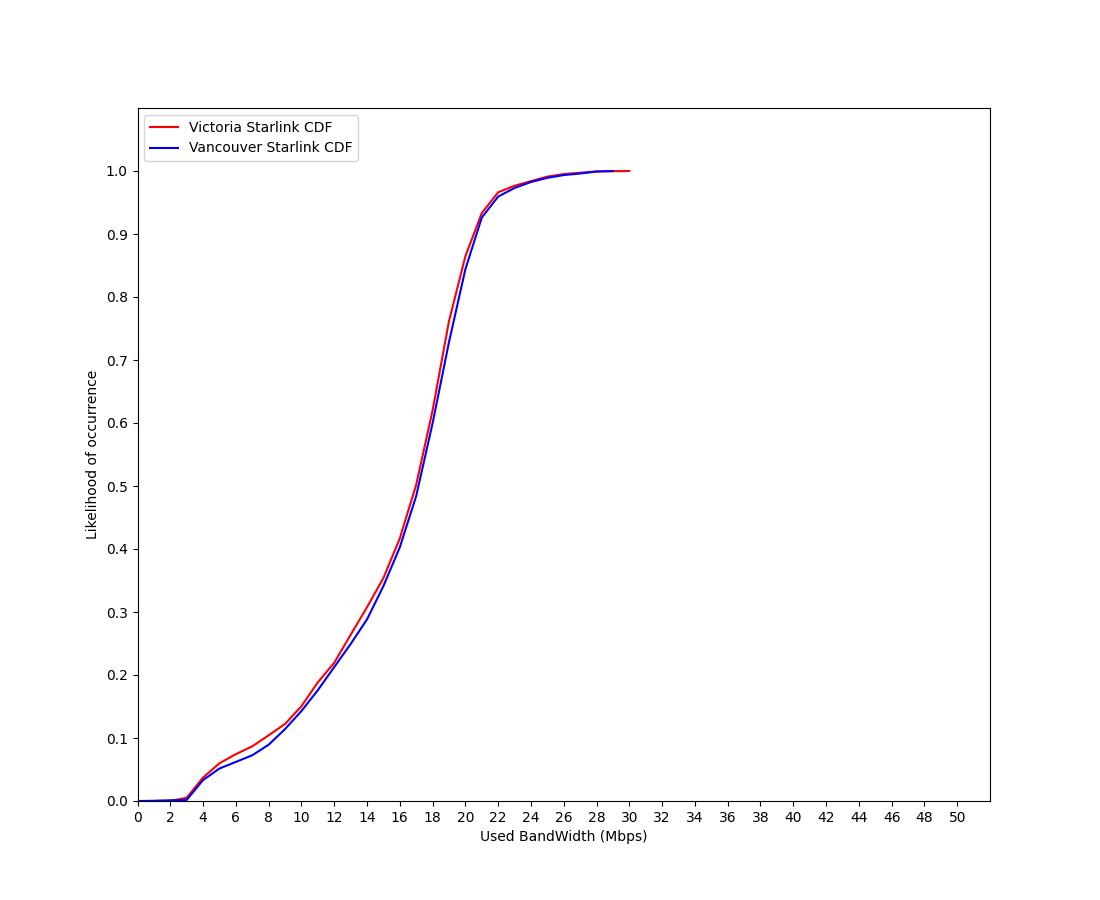 Victoria Starlink CDF
Vancouver Starlink CDF
1.0
0.9
0.8
0.7
0.6
0.5
0.4
0.3
0.2
0.1
0.0
Likelihood of occurrence
0 2 4 6 8 10 12 14 16 18 20 22 24 26 28 30 32 34 36 38 40 42 44 46 48 50
Used BandWidth (Mbps)